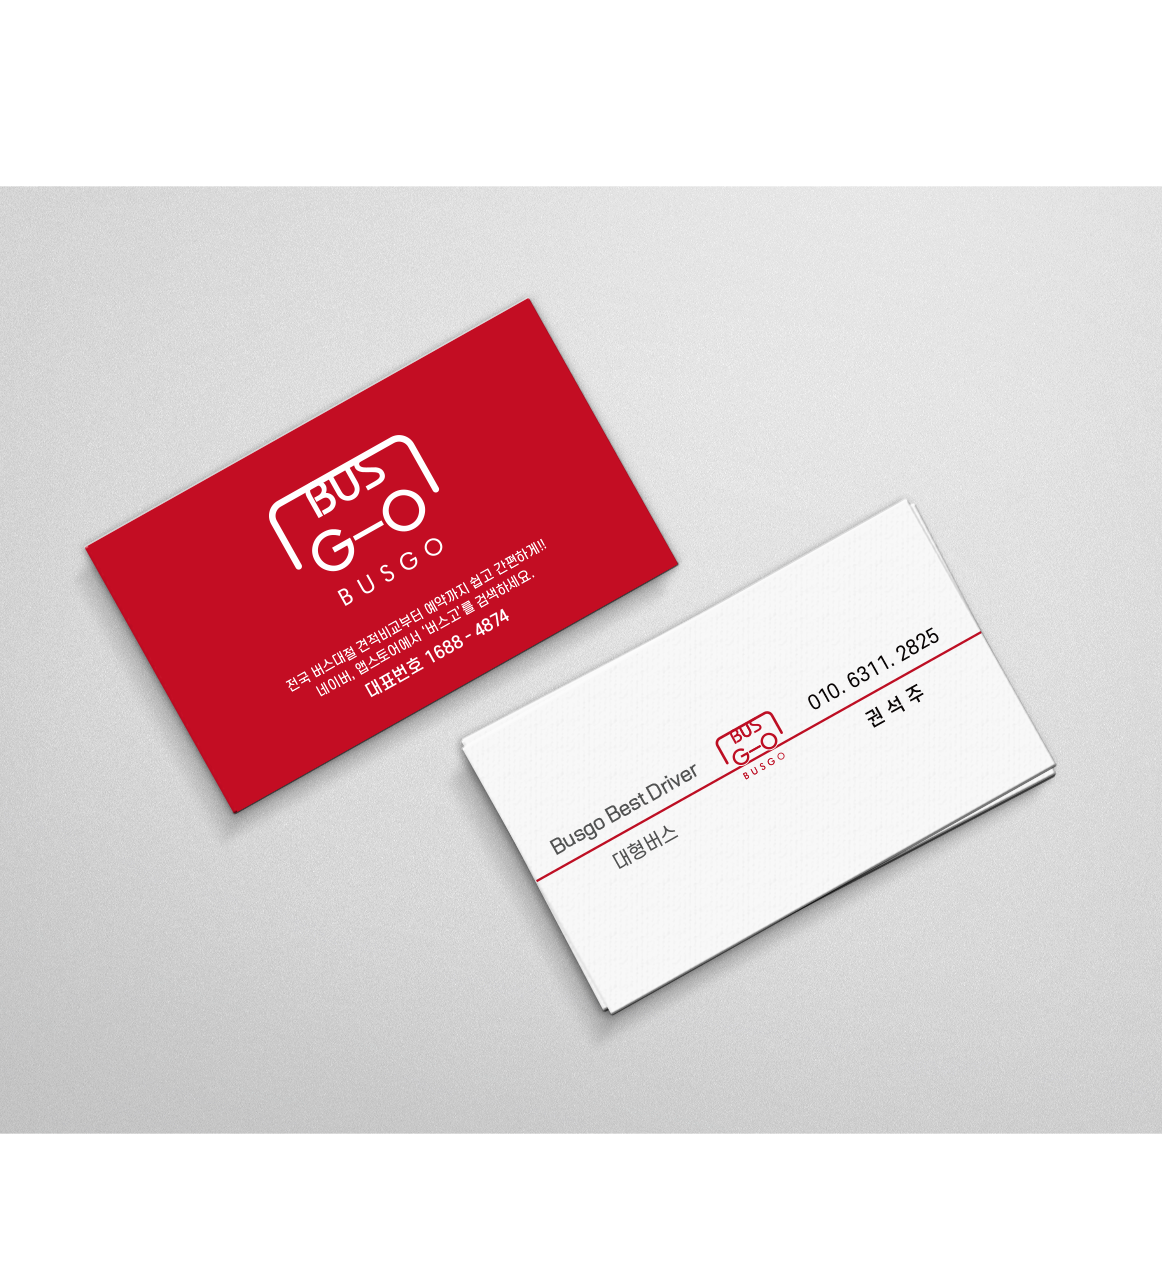 BUS
GO
BUSGO
전국 버스대절 견적비교부터 예약까지 쉽고 간편하게!!
네이버, 앱스토어에서 '버스고'를 검색하세요.
대표번호 1688 - 4874
Busgo Best Driver
대형버스
BUS
GO
BUSGO
010. 6311. 2825
권 석 주